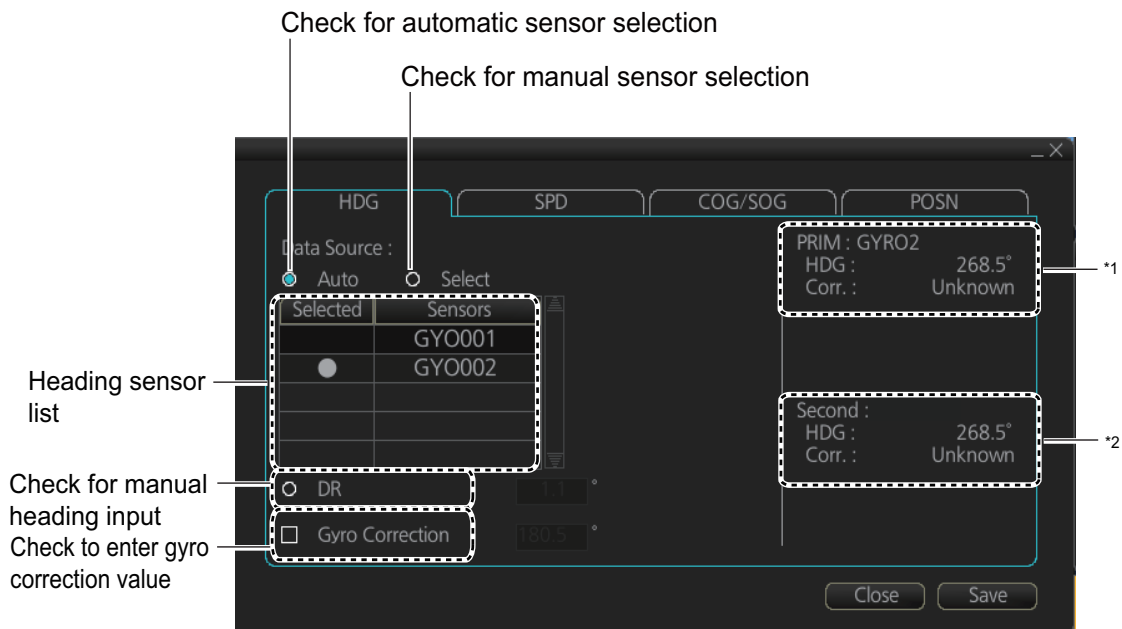 Check for automatic sensor selection
Check for manual sensor selection
HDG
SPD
COG/SOG
POSN
Data Source :
Auto
Select
Selected
Sensors
GYO001
GYO002
DR
1.1 °
Gyro Correction
180.5 °
PRIM : GYRO2
HDG : 268.5°
Corr. : Unknown
*1
Second :
HDG : 268.5°
Corr. : Unknown
*2
Heading sensor
list
Check for manual
heading input
Check to enter gyro
correction value
Close
Save